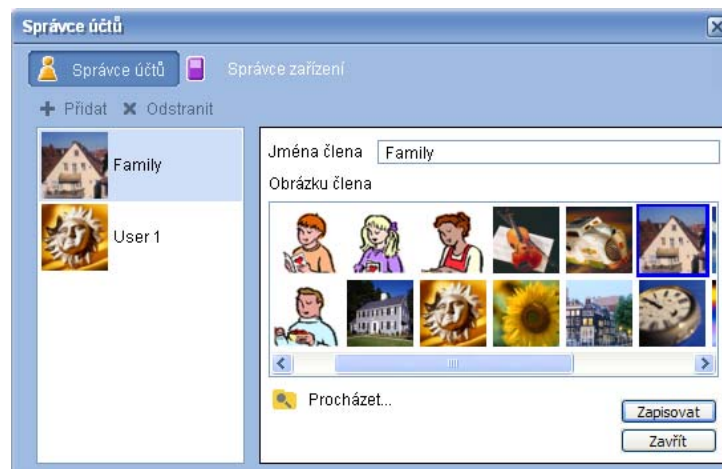 Správce účtů
Správce účtů Správce zařízení
Přidat Odstranit
Family
User 1
Jména člena Family
Obrázku člena
Procházet...
Zapisovat
Zavřít